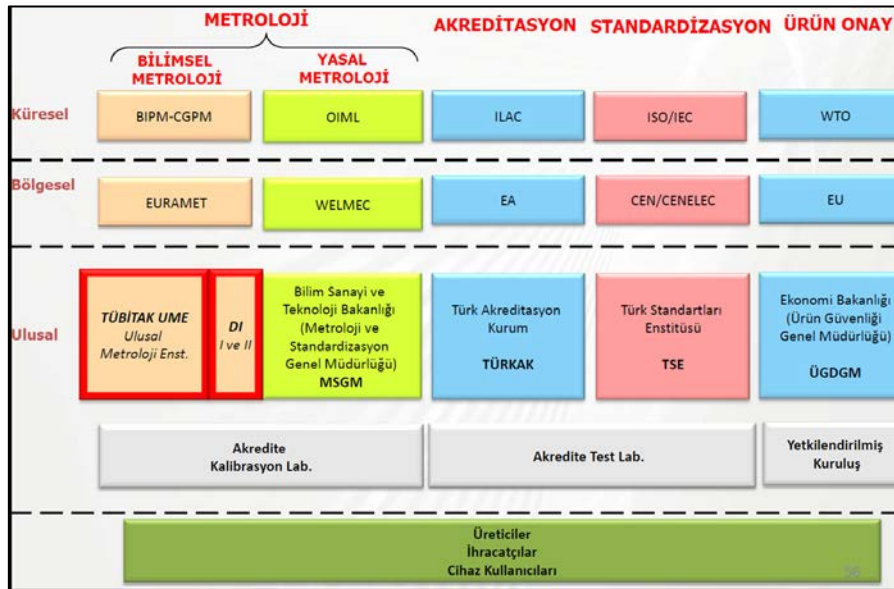 METROLOJİ
AKREDİTASYON
STANDARDİZASYON
ÜRÜN ONAY
BİLİMSEL
METROLOJİ
YASAL
METROLOJİ
Küresel
BIPM-CGPM
OIML
ILAC
ISO/IEC
WTO
Bölgesel
EURAMET
WELMEC
EA
CEN/CENELEC
EU
Ulusal
TÜBİTAK UME
Ulusal
Metroloji Enst.
DI
I ve II
Bilim Sanayi ve
Teknoloji Bakanlığı
(Metroloji ve
Standardizasyon
Genel Müdürlüğü)
MSGM
Türk Akreditasyon
Kurum
TÜRKAK
Türk Standartları
Enstitüsü
TSE
Ekonomi Bakanlığı
(Ürün Güvenliği
Genel Müdürlüğü)
ÜGDGM
Akredite
Kalibrasyon Lab.
Akredite Test Lab.
Yetkilendirilmiş
Kuruluş
Üreticiler
İhracatçılar
Cihaz Kullanıcıları
56